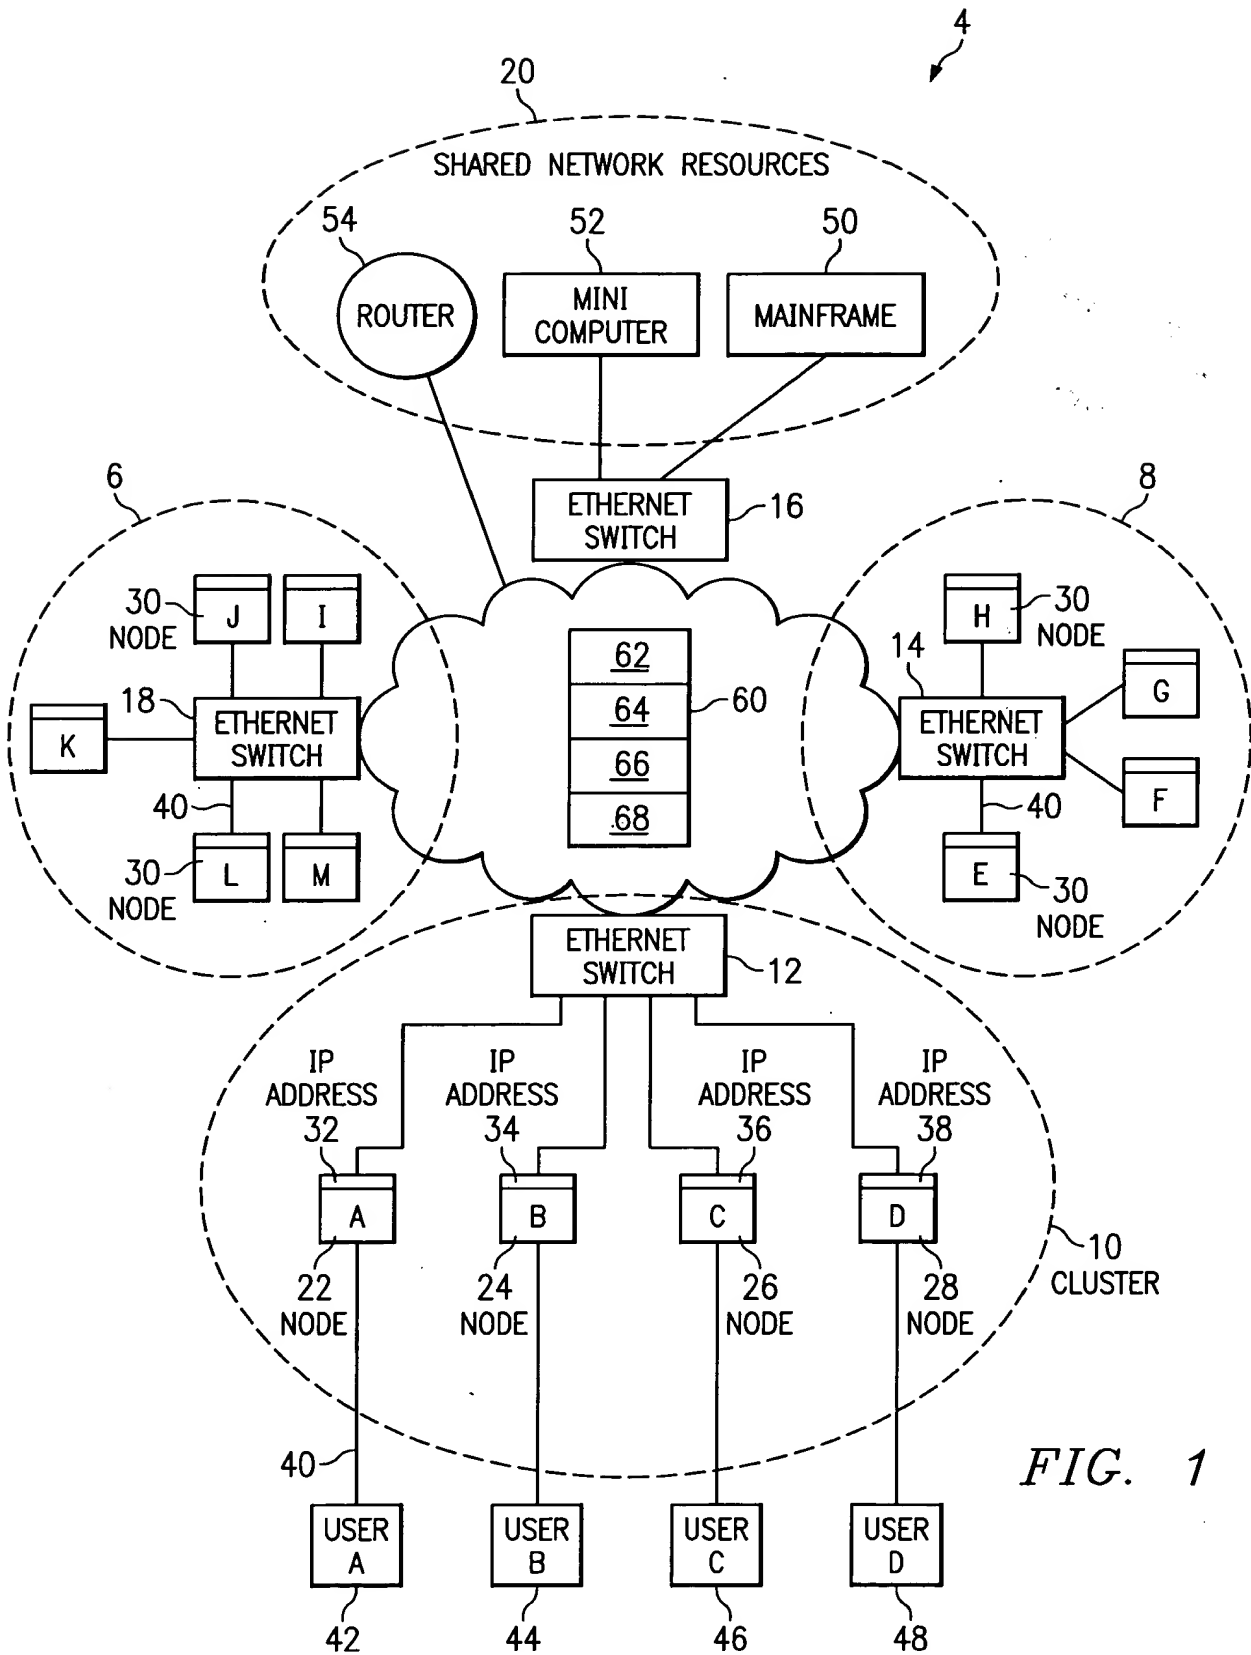 4
20
SHARED NETWORK RESOURCES
54
52
50
ROUTER
MINI
COMPUTER
MAINFRAME
6
8
ETHERNET
SWITCH
16
30
NODE
J
I
H
30
NODE
62
64
66
68
60
18
14
K
ETHERNET
SWITCH
ETHERNET
SWITCH
G
F
40
40
30
NODE
L
M
E
30
NODE
ETHERNET
SWITCH
12
IP
ADDRESS
32
IP
ADDRESS
34
IP
ADDRESS
36
IP
ADDRESS
38
A
B
C
D
22
NODE
24
NODE
26
NODE
28
NODE
10
CLUSTER
40
FIG. 1
USER
A
USER
B
USER
C
USER
D
42
44
46
48